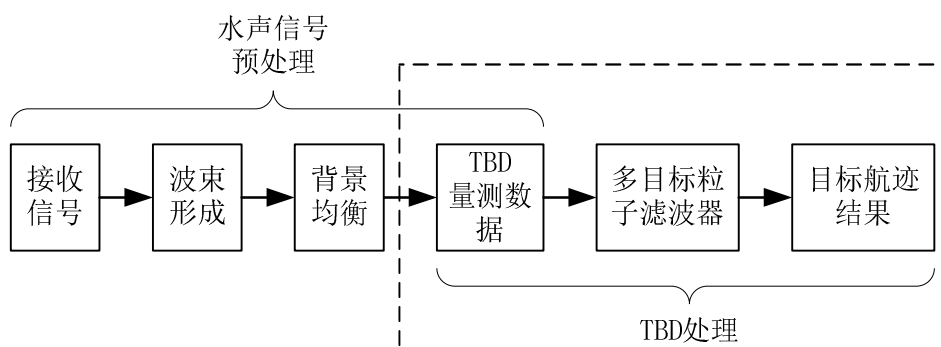 水声信号
预处理
接收
信号
波束
形成
背景
均衡
TBD
量测数
据
多目标粒
子滤波器
目标航迹
结果
TBD处理